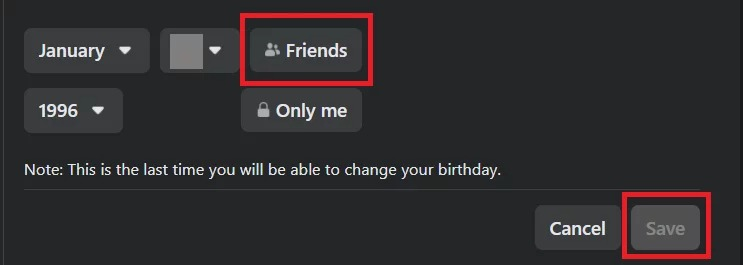 January Friends
1996 Only me
Note: This is the last time you will be able to change your birthday.
Cancel Save